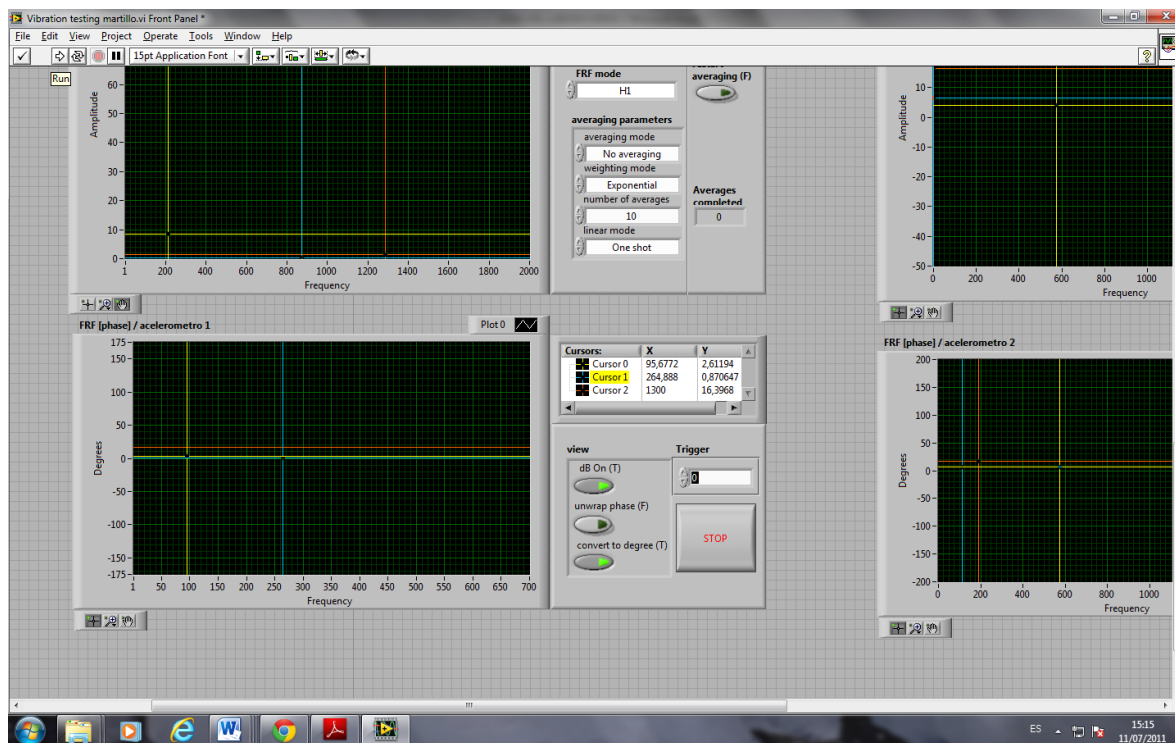 Vibration testing martillo.vi Front Panel *
File Edit View Project Operate Tools Window Help
15pt Application Font
Run
Amplitude
60
50
40
30
20
10
0
1 200 400 600 800 1000 1200 1400 1600 1800 2000
Frequency
FRF mode
H1
averaging (F)
averaging parameters
averaging mode
No averaging
weighting mode
Exponential
number of averages
10
linear mode
One shot
Averages
completed
0
Amplitude
10
0
-10
-20
-30
-40
-50
0 200 400 600 800 1000
Frequency
FRF [phase] / acelerometro 1
Plot 0
Degrees
175
150
100
50
0
-50
-100
-150
-175
1 50 100 150 200 250 300 350 400 450 500 550 600 650 700
Frequency
Cursors: X Y
Cursor 0 95,6772 2,61194
Cursor 1 264,888 0,870647
Cursor 2 1300 16,3968
view
dB On (T)
unwrap phase (F)
convert to degree (T)
Trigger
0
STOP
FRF [phase] / acelerometro 2
Degrees
200
150
100
50
0
-50
-100
-150
-200
0 200 400 600 800 1000
Frequency
ES
15:15
11/07/2011